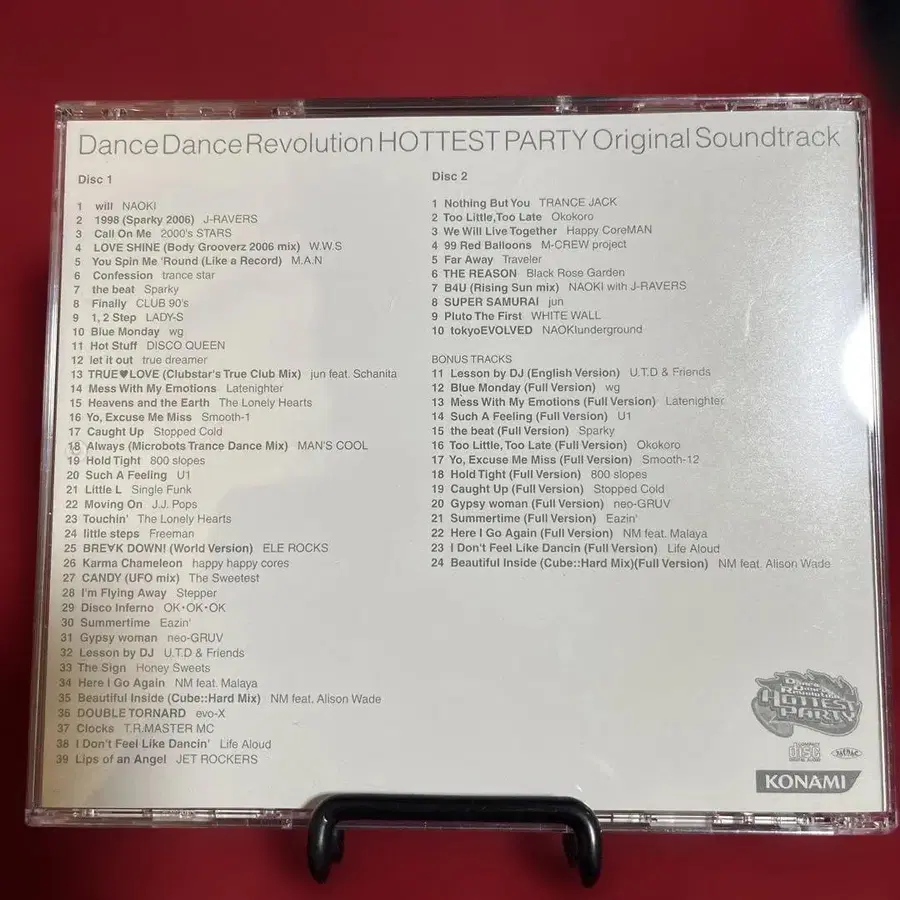 DanceDanceRevolution HOTTEST PARTY Original Soundtrack
Disc 1
1 will NAOKI
2 1998 (Sparky 2006) J-RAVERS
3 Call On Me 2000's STARS
4 LOVE SHINE (Body Grooverz 2006 mix) W.W.S
5 You Spin Me 'Round (Like a Record) M.A.N
6 Confession trance star
7 the beat Sparky
8 Finally CLUB 90's
9 1, 2 Step LADY-S
10 Blue Monday wg
11 Hot Stuff DISCO QUEEN
12 let it out true dreamer
13 TRUE♥LOVE (Clubstar's True Club Mix) jun feat. Schanita
14 Mess With My Emotions Latenighter
15 Heavens and the Earth The Lonely Hearts
16 Yo, Excuse Me Miss Smooth-1
17 Caught Up Stopped Cold
18 Always (Microbots Trance Dance Mix) MAN'S COOL
19 Hold Tight 800 slopes
20 Such A Feeling U1
21 Little L Single Funk
22 Moving On J.J. Pops
23 Touchin' The Lonely Hearts
24 little steps Freeman
25 BRE∀K DOWN! (World Version) ELE ROCKS
26 Karma Chameleon happy happy cores
27 CANDY (UFO mix) The Sweetest
28 I'm Flying Away Stepper
29 Disco Inferno OK・OK・OK
30 Summertime Eazin'
31 Gypsy woman neo-GRUV
32 Lesson by DJ U.T.D & Friends
33 The Sign Honey Sweets
34 Here I Go Again NM feat. Malaya
35 Beautiful Inside (Cube::Hard Mix) NM feat. Alison Wade
36 DOUBLE TORNARD evo-X
37 Clocks T.R.MASTER MC
38 I Don't Feel Like Dancin' Life Aloud
39 Lips of an Angel JET ROCKERS
Disc 2
1 Nothing But You TRANCE JACK
2 Too Little,Too Late Okokoro
3 We Will Live Together Happy CoreMAN
4 99 Red Balloons M-CREW project
5 Far Away Traveler
6 THE REASON Black Rose Garden
7 B4U (Rising Sun mix) NAOKI with J-RAVERS
8 SUPER SAMURAI jun
9 Pluto The First WHITE WALL
10 tokyoEVOLVED NAOKIunderground
BONUS TRACKS
11 Lesson by DJ (English Version) U.T.D & Friends
12 Blue Monday (Full Version) wg
13 Mess With My Emotions (Full Version) Latenighter
14 Such A Feeling (Full Version) U1
15 the beat (Full Version) Sparky
16 Too Little, Too Late (Full Version) Okokoro
17 Yo, Excuse Me Miss (Full Version) Smooth-12
18 Hold Tight (Full Version) 800 slopes
19 Caught Up (Full Version) Stopped Cold
20 Gypsy woman (Full Version) neo-GRUV
21 Summertime (Full Version) Eazin'
22 Here I Go Again (Full Version) NM feat. Malaya
23 I Don't Feel Like Dancin (Full Version) Life Aloud
24 Beautiful Inside (Cube::Hard Mix)(Full Version) NM feat. Alison Wade
Dance Dance
Revolution
HOTTEST
PARTY
COMPACT
disc
DIGITAL AUDIO
KONAMI